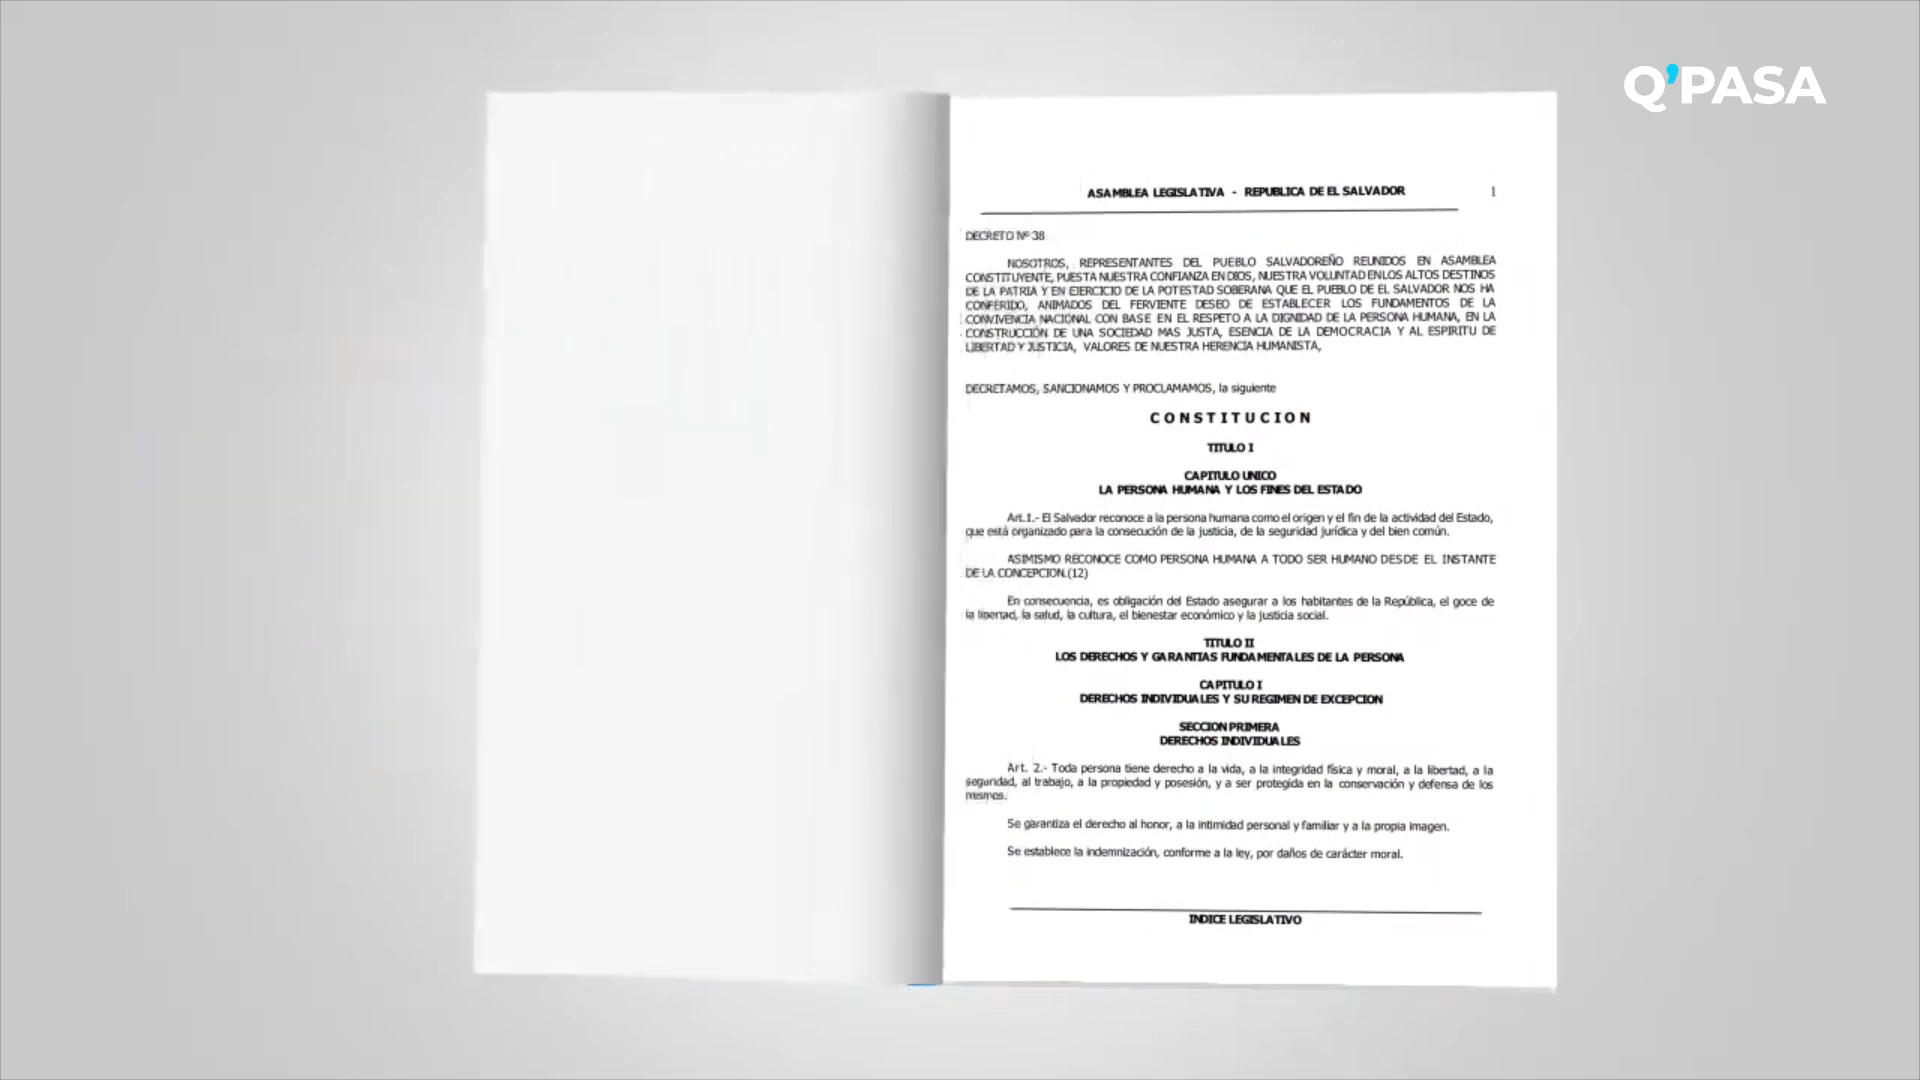 Q'PASA
ASAMBLEA LEGISLATIVA - REPUBLICA DE EL SALVADOR 1
DECRETO Nº 38
NOSOTROS, REPRESENTANTES DEL PUEBLO SALVADOREÑO REUNIDOS EN ASAMBLEA
CONSTITUYENTE, PUESTA NUESTRA CONFIANZA EN DIOS, NUESTRA VOLUNTAD EN LOS ALTOS DESTINOS
DE LA PATRIA Y EN EJERCICIO DE LA POTESTAD SOBERANA QUE EL PUEBLO DE EL SALVADOR NOS HA
CONFERIDO, ANIMADOS DEL FERVIENTE DESEO DE ESTABLECER LOS FUNDAMENTOS DE LA
CONVIVENCIA NACIONAL CON BASE EN EL RESPETO A LA DIGNIDAD DE LA PERSONA HUMANA, EN LA
CONSTRUCCIÓN DE UNA SOCIEDAD MAS JUSTA, ESENCIA DE LA DEMOCRACIA Y AL ESPIRITU DE
LIBERTAD Y JUSTICIA, VALORES DE NUESTRA HERENCIA HUMANISTA,
DECRETAMOS, SANCIONAMOS Y PROCLAMAMOS, la siguiente
CONSTITUCION
TITULO I
CAPITULO UNICO
LA PERSONA HUMANA Y LOS FINES DEL ESTADO
Art.1.- El Salvador reconoce a la persona humana como el origen y el fin de la actividad del Estado,
que está organizado para la consecución de la justicia, de la seguridad jurídica y del bien común.
ASIMISMO RECONOCE COMO PERSONA HUMANA A TODO SER HUMANO DESDE EL INSTANTE
DE LA CONCEPCION.(12)
En consecuencia, es obligación del Estado asegurar a los habitantes de la República, el goce de
la libertad, la salud, la cultura, el bienestar económico y la justicia social.
TITULO II
LOS DERECHOS Y GARANTIAS FUNDAMENTALES DE LA PERSONA
CAPITULO I
DERECHOS INDIVIDUALES Y SU REGIMEN DE EXCEPCION
SECCION PRIMERA
DERECHOS INDIVIDUALES
Art. 2.- Toda persona tiene derecho a la vida, a la integridad física y moral, a la libertad, a la
seguridad, al trabajo, a la propiedad y posesión, y a ser protegida en la conservación y defensa de los
mismos.
Se garantiza el derecho al honor, a la intimidad personal y familiar y a la propia imagen.
Se establece la indemnización, conforme a la ley, por daños de carácter moral.
INDICE LEGISLATIVO